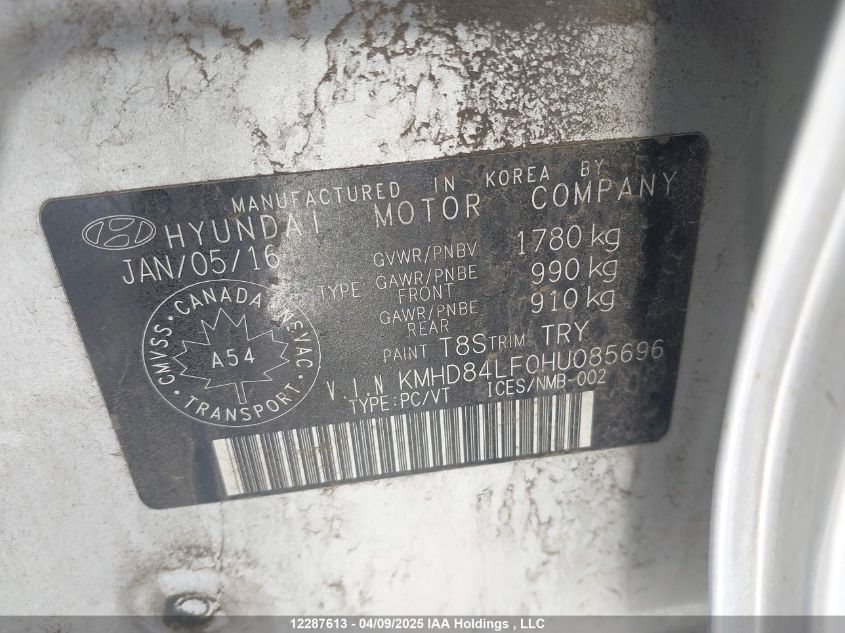 MANUFACTURED IN KOREA BY
HYUNDAI MOTOR COMPANY
JAN/05/16
GVWR/PNBV 1780 kg
TYPE GAWR/PNBE FRONT 990 kg
GAWR/PNBE REAR 910 kg
PAINT T8S TRIM TRY
V.I.N KMHD84LF0HU085696
TYPE:PC/VT ICES/NMB-002
CMVSS · CANADA · NSVAC · TRANSPORT ·
A54
12287613 - 04/09/2025 IAA Holdings , LLC